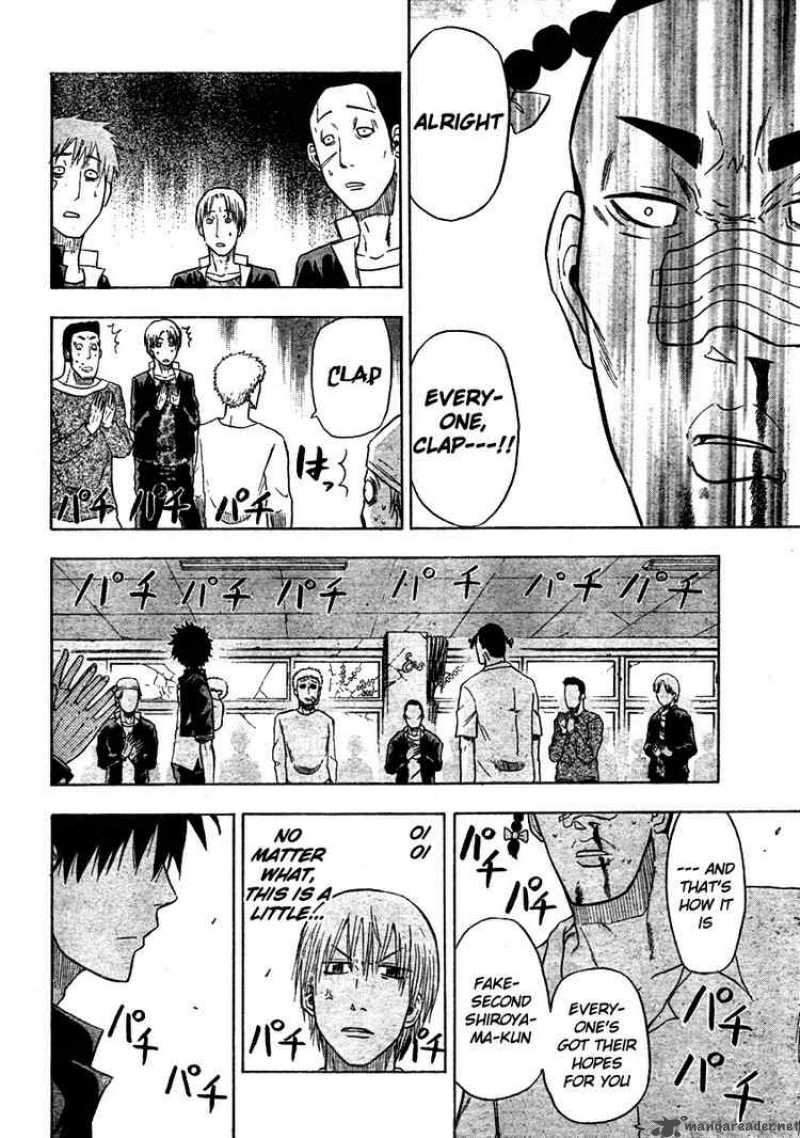 ALRIGHT
EVERY-
ONE,
CLAP---!!
CLAP
はっ
パチ パチ パチ
パチ パチ パチ パチ パチ パチ
--- AND
THAT'S
HOW IT
IS
EVERY-
ONE'S
GOT THEIR
HOPES
FOR YOU
FAKE-
SECOND
SHIROYA-
MA-KUN
パチ
パチ
パチ
パチ
OI
OI
NO
MATTER
WHAT,
THIS IS A
LITTLE...
パチ
パチ
パチ
パチ
mangareader.net